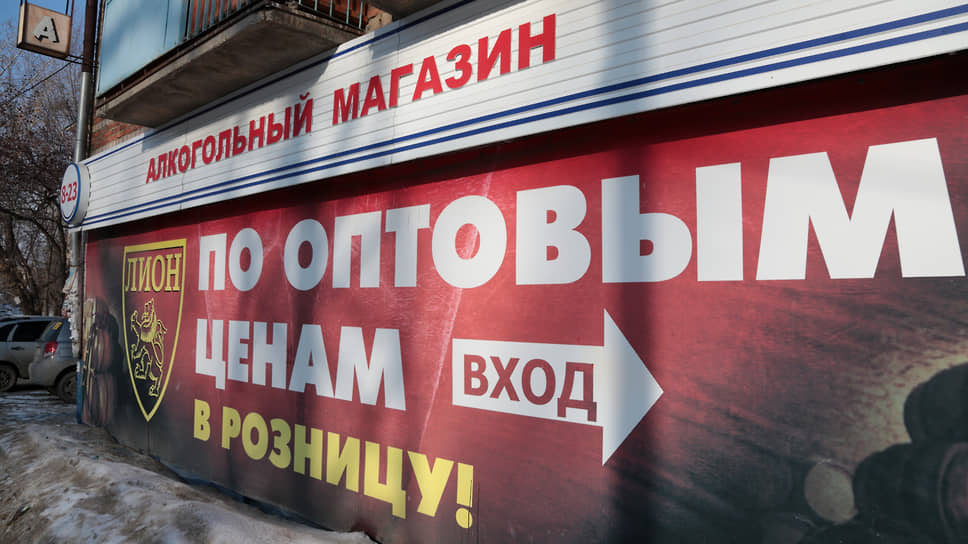 А
АЛКОГОЛЬНЫЙ МАГАЗИН
8-23
ЛИОН
ПО ОПТОВЫМ
ЦЕНАМ
ВХОД
В РОЗНИЦУ!